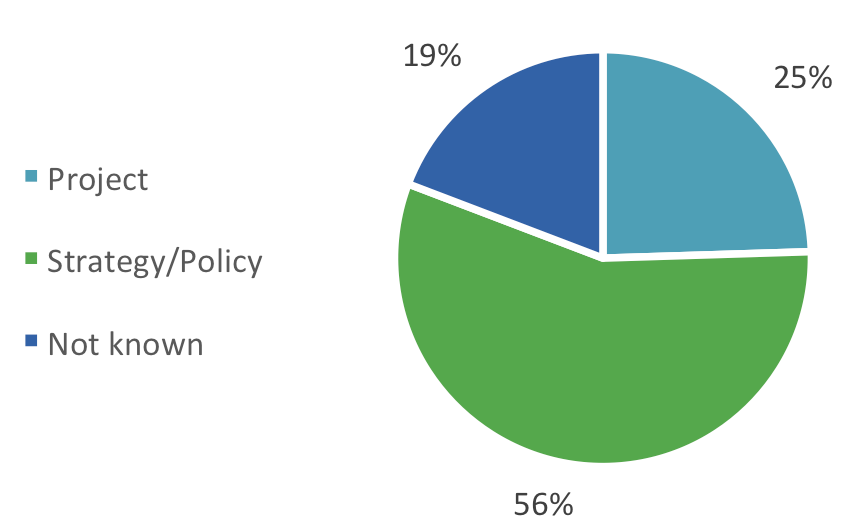 19%
25%
Project
Strategy/Policy
Not known
56%